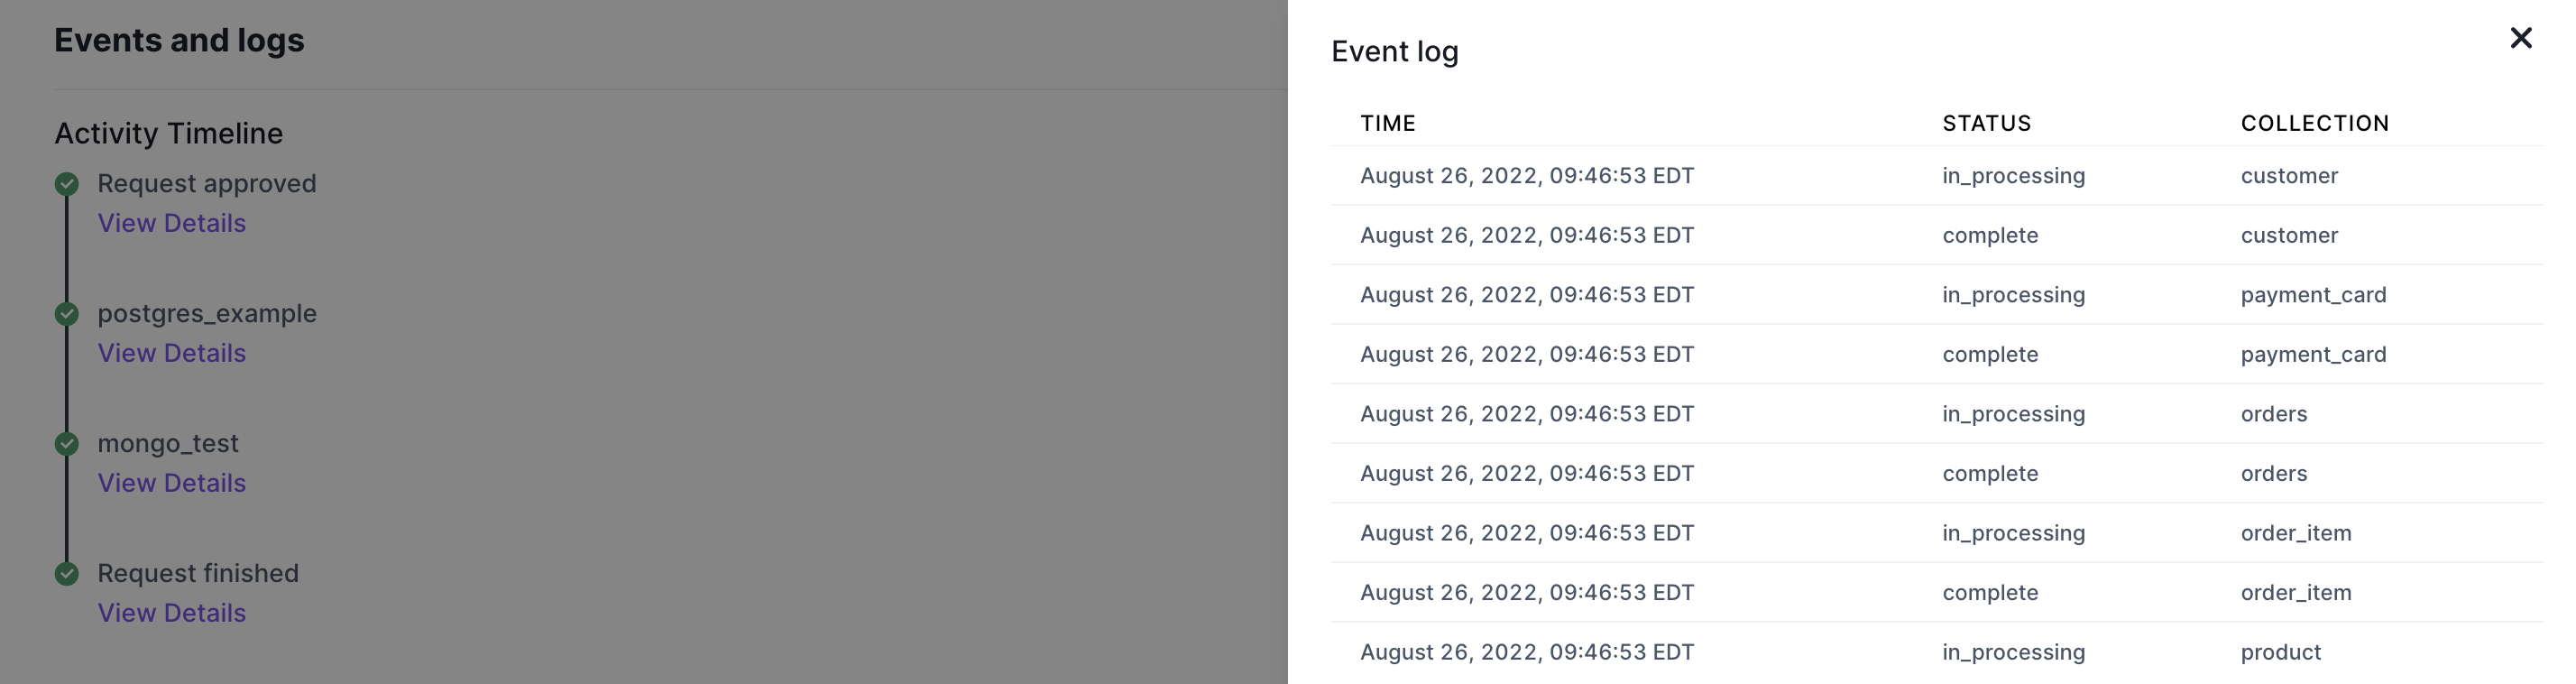 Events and logs
Activity Timeline
Request approved
View Details
postgres_example
View Details
mongo_test
View Details
Request finished
View Details
Event log
TIME STATUS COLLECTION
August 26, 2022, 09:46:53 EDT in_processing customer
August 26, 2022, 09:46:53 EDT complete customer
August 26, 2022, 09:46:53 EDT in_processing payment_card
August 26, 2022, 09:46:53 EDT complete payment_card
August 26, 2022, 09:46:53 EDT in_processing orders
August 26, 2022, 09:46:53 EDT complete orders
August 26, 2022, 09:46:53 EDT in_processing order_item
August 26, 2022, 09:46:53 EDT complete order_item
August 26, 2022, 09:46:53 EDT in_processing product